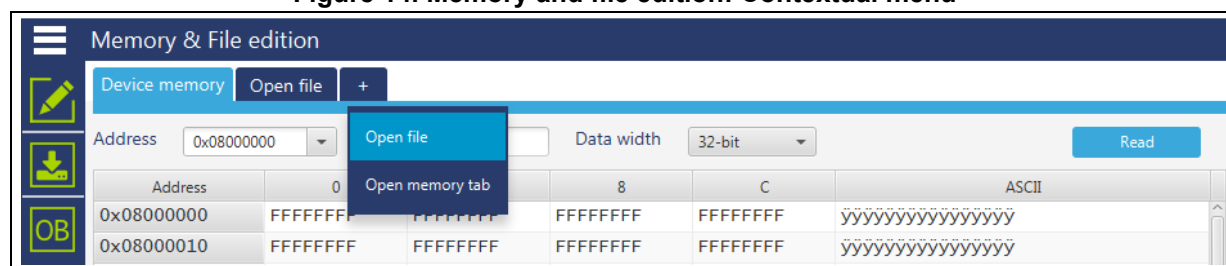 Memory & File edition
Device memory Open file +
Address 0x08000000 Open file Data width 32-bit Read
Address 0 Open memory tab 8 C ASCII
0x08000000 FFFFFFFF FFFFFFFF FFFFFFFF FFFFFFFF ÿÿÿÿÿÿÿÿÿÿÿÿÿÿÿÿ
OB
0x08000010 FFFFFFFF FFFFFFFF FFFFFFFF FFFFFFFF ÿÿÿÿÿÿÿÿÿÿÿÿÿÿÿÿ